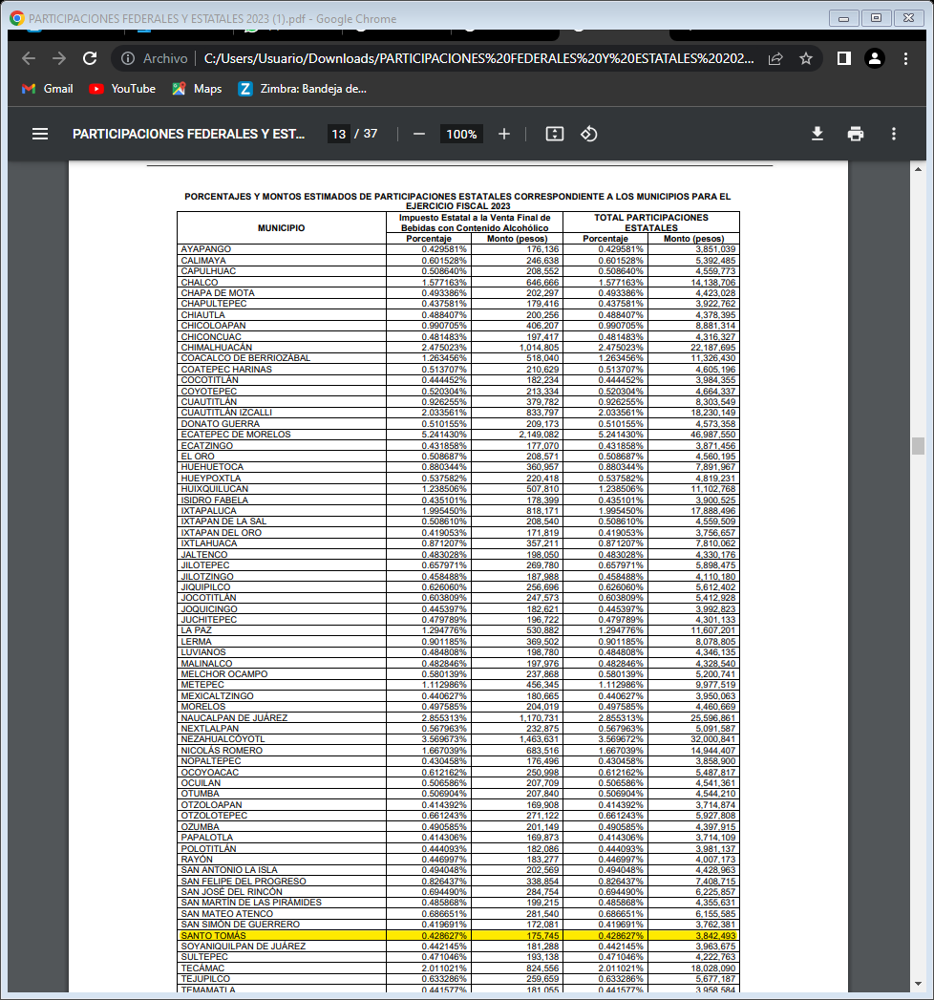 PARTICIPACIONES FEDERALES Y ESTATALES 2023 (1).pdf - Google Chrome
Archivo C:/Users/Usuario/Downloads/PARTICIPACIONES%20FEDERALES%20Y%20ESTATALES%20202...
Gmail YouTube Maps Zimbra: Bandeja de...
PARTICIPACIONES FEDERALES Y EST... 13 / 37 100%
PORCENTAJES Y MONTOS ESTIMADOS DE PARTICIPACIONES ESTATALES CORRESPONDIENTE A LOS MUNICIPIOS PARA EL
EJERCICIO FISCAL 2023
MUNICIPIO Impuesto Estatal a la Venta Final de Bebidas con Contenido Alcohólico TOTAL PARTICIPACIONES ESTATALES
Porcentaje Monto (pesos) Porcentaje Monto (pesos)
AYAPANGO 0.429581% 176,136 0.429581% 3,851,039
CALIMAYA 0.601528% 246,638 0.601528% 5,392,485
CAPULHUAC 0.508640% 208,552 0.508640% 4,559,773
CHALCO 1.577163% 646,666 1.577163% 14,138,706
CHAPA DE MOTA 0.493386% 202,297 0.493386% 4,423,028
CHAPULTEPEC 0.437581% 179,416 0.437581% 3,922,762
CHIAUTLA 0.488407% 200,256 0.488407% 4,378,395
CHICOLOAPAN 0.990705% 406,207 0.990705% 8,881,314
CHICONCUAC 0.481483% 197,417 0.481483% 4,316,327
CHIMALHUACÁN 2.475023% 1,014,805 2.475023% 22,187,695
COACALCO DE BERRIOZÁBAL 1.263456% 518,040 1.263456% 11,326,430
COATEPEC HARINAS 0.513707% 210,629 0.513707% 4,605,196
COCOTITLÁN 0.444452% 182,234 0.444452% 3,984,355
COYOTEPEC 0.520304% 213,334 0.520304% 4,664,337
CUAUTITLÁN 0.926255% 379,782 0.926255% 8,303,549
CUAUTITLÁN IZCALLI 2.033561% 833,797 2.033561% 18,230,149
DONATO GUERRA 0.510155% 209,173 0.510155% 4,573,358
ECATEPEC DE MORELOS 5.241430% 2,149,082 5.241430% 46,987,550
ECATZINGO 0.431858% 177,070 0.431858% 3,871,456
EL ORO 0.508687% 208,571 0.508687% 4,560,195
HUEHUETOCA 0.880344% 360,957 0.880344% 7,891,967
HUEYPOXTLA 0.537582% 220,418 0.537582% 4,819,231
HUIXQUILUCAN 1.238506% 507,810 1.238506% 11,102,768
ISIDRO FABELA 0.435101% 178,399 0.435101% 3,900,525
IXTAPALUCA 1.995450% 818,171 1.995450% 17,888,496
IXTAPAN DE LA SAL 0.508610% 208,540 0.508610% 4,559,509
IXTAPAN DEL ORO 0.419053% 171,819 0.419053% 3,756,657
IXTLAHUACA 0.871207% 357,211 0.871207% 7,810,062
JALTENCO 0.483028% 198,050 0.483028% 4,330,176
JILOTEPEC 0.657971% 269,780 0.657971% 5,898,475
JILOTZINGO 0.458488% 187,988 0.458488% 4,110,180
JIQUIPILCO 0.626060% 256,696 0.626060% 5,612,402
JOCOTITLÁN 0.603809% 247,573 0.603809% 5,412,928
JOQUICINGO 0.445397% 182,621 0.445397% 3,992,823
JUCHITEPEC 0.479789% 196,722 0.479789% 4,301,133
LA PAZ 1.294776% 530,882 1.294776% 11,607,201
LERMA 0.901185% 369,502 0.901185% 8,078,805
LUVIANOS 0.484808% 198,780 0.484808% 4,346,135
MALINALCO 0.482846% 197,976 0.482846% 4,328,540
MELCHOR OCAMPO 0.580139% 237,868 0.580139% 5,200,741
METEPEC 1.112986% 456,345 1.112986% 9,977,519
MEXICALTZINGO 0.440627% 180,665 0.440627% 3,950,063
MORELOS 0.497585% 204,019 0.497585% 4,460,669
NAUCALPAN DE JUÁREZ 2.855313% 1,170,731 2.855313% 25,596,861
NEXTLALPAN 0.567963% 232,875 0.567963% 5,091,587
NEZAHUALCÓYOTL 3.569673% 1,463,631 3.569672% 32,000,841
NICOLÁS ROMERO 1.667039% 683,516 1.667039% 14,944,407
NOPALTEPEC 0.430458% 176,496 0.430458% 3,858,900
OCOYOACAC 0.612162% 250,998 0.612162% 5,487,817
OCUILAN 0.506586% 207,709 0.506586% 4,541,361
OTUMBA 0.506904% 207,840 0.506904% 4,544,210
OTZOLOAPAN 0.414392% 169,908 0.414392% 3,714,874
OTZOLOTEPEC 0.661243% 271,122 0.661243% 5,927,808
OZUMBA 0.490585% 201,149 0.490585% 4,397,915
PAPALOTLA 0.414306% 169,873 0.414306% 3,714,109
POLOTITLÁN 0.444093% 182,086 0.444093% 3,981,137
RAYÓN 0.446997% 183,277 0.446997% 4,007,173
SAN ANTONIO LA ISLA 0.494048% 202,569 0.494048% 4,428,963
SAN FELIPE DEL PROGRESO 0.826437% 338,854 0.826437% 7,408,715
SAN JOSÉ DEL RINCÓN 0.694490% 284,754 0.694490% 6,225,857
SAN MARTÍN DE LAS PIRÁMIDES 0.485868% 199,215 0.485868% 4,355,631
SAN MATEO ATENCO 0.686651% 281,540 0.686651% 6,155,585
SAN SIMÓN DE GUERRERO 0.419691% 172,081 0.419691% 3,762,381
SANTO TOMÁS 0.428627% 175,745 0.428627% 3,842,493
SOYANIQUILPAN DE JUÁREZ 0.442145% 181,288 0.442145% 3,963,675
SULTEPEC 0.471046% 193,138 0.471046% 4,222,763
TECÁMAC 2.011021% 824,556 2.011021% 18,028,090
TEJUPILCO 0.633286% 259,659 0.633286% 5,677,187
TEMAMATLA 0.441577% 181,055 0.441577% 3,958,584